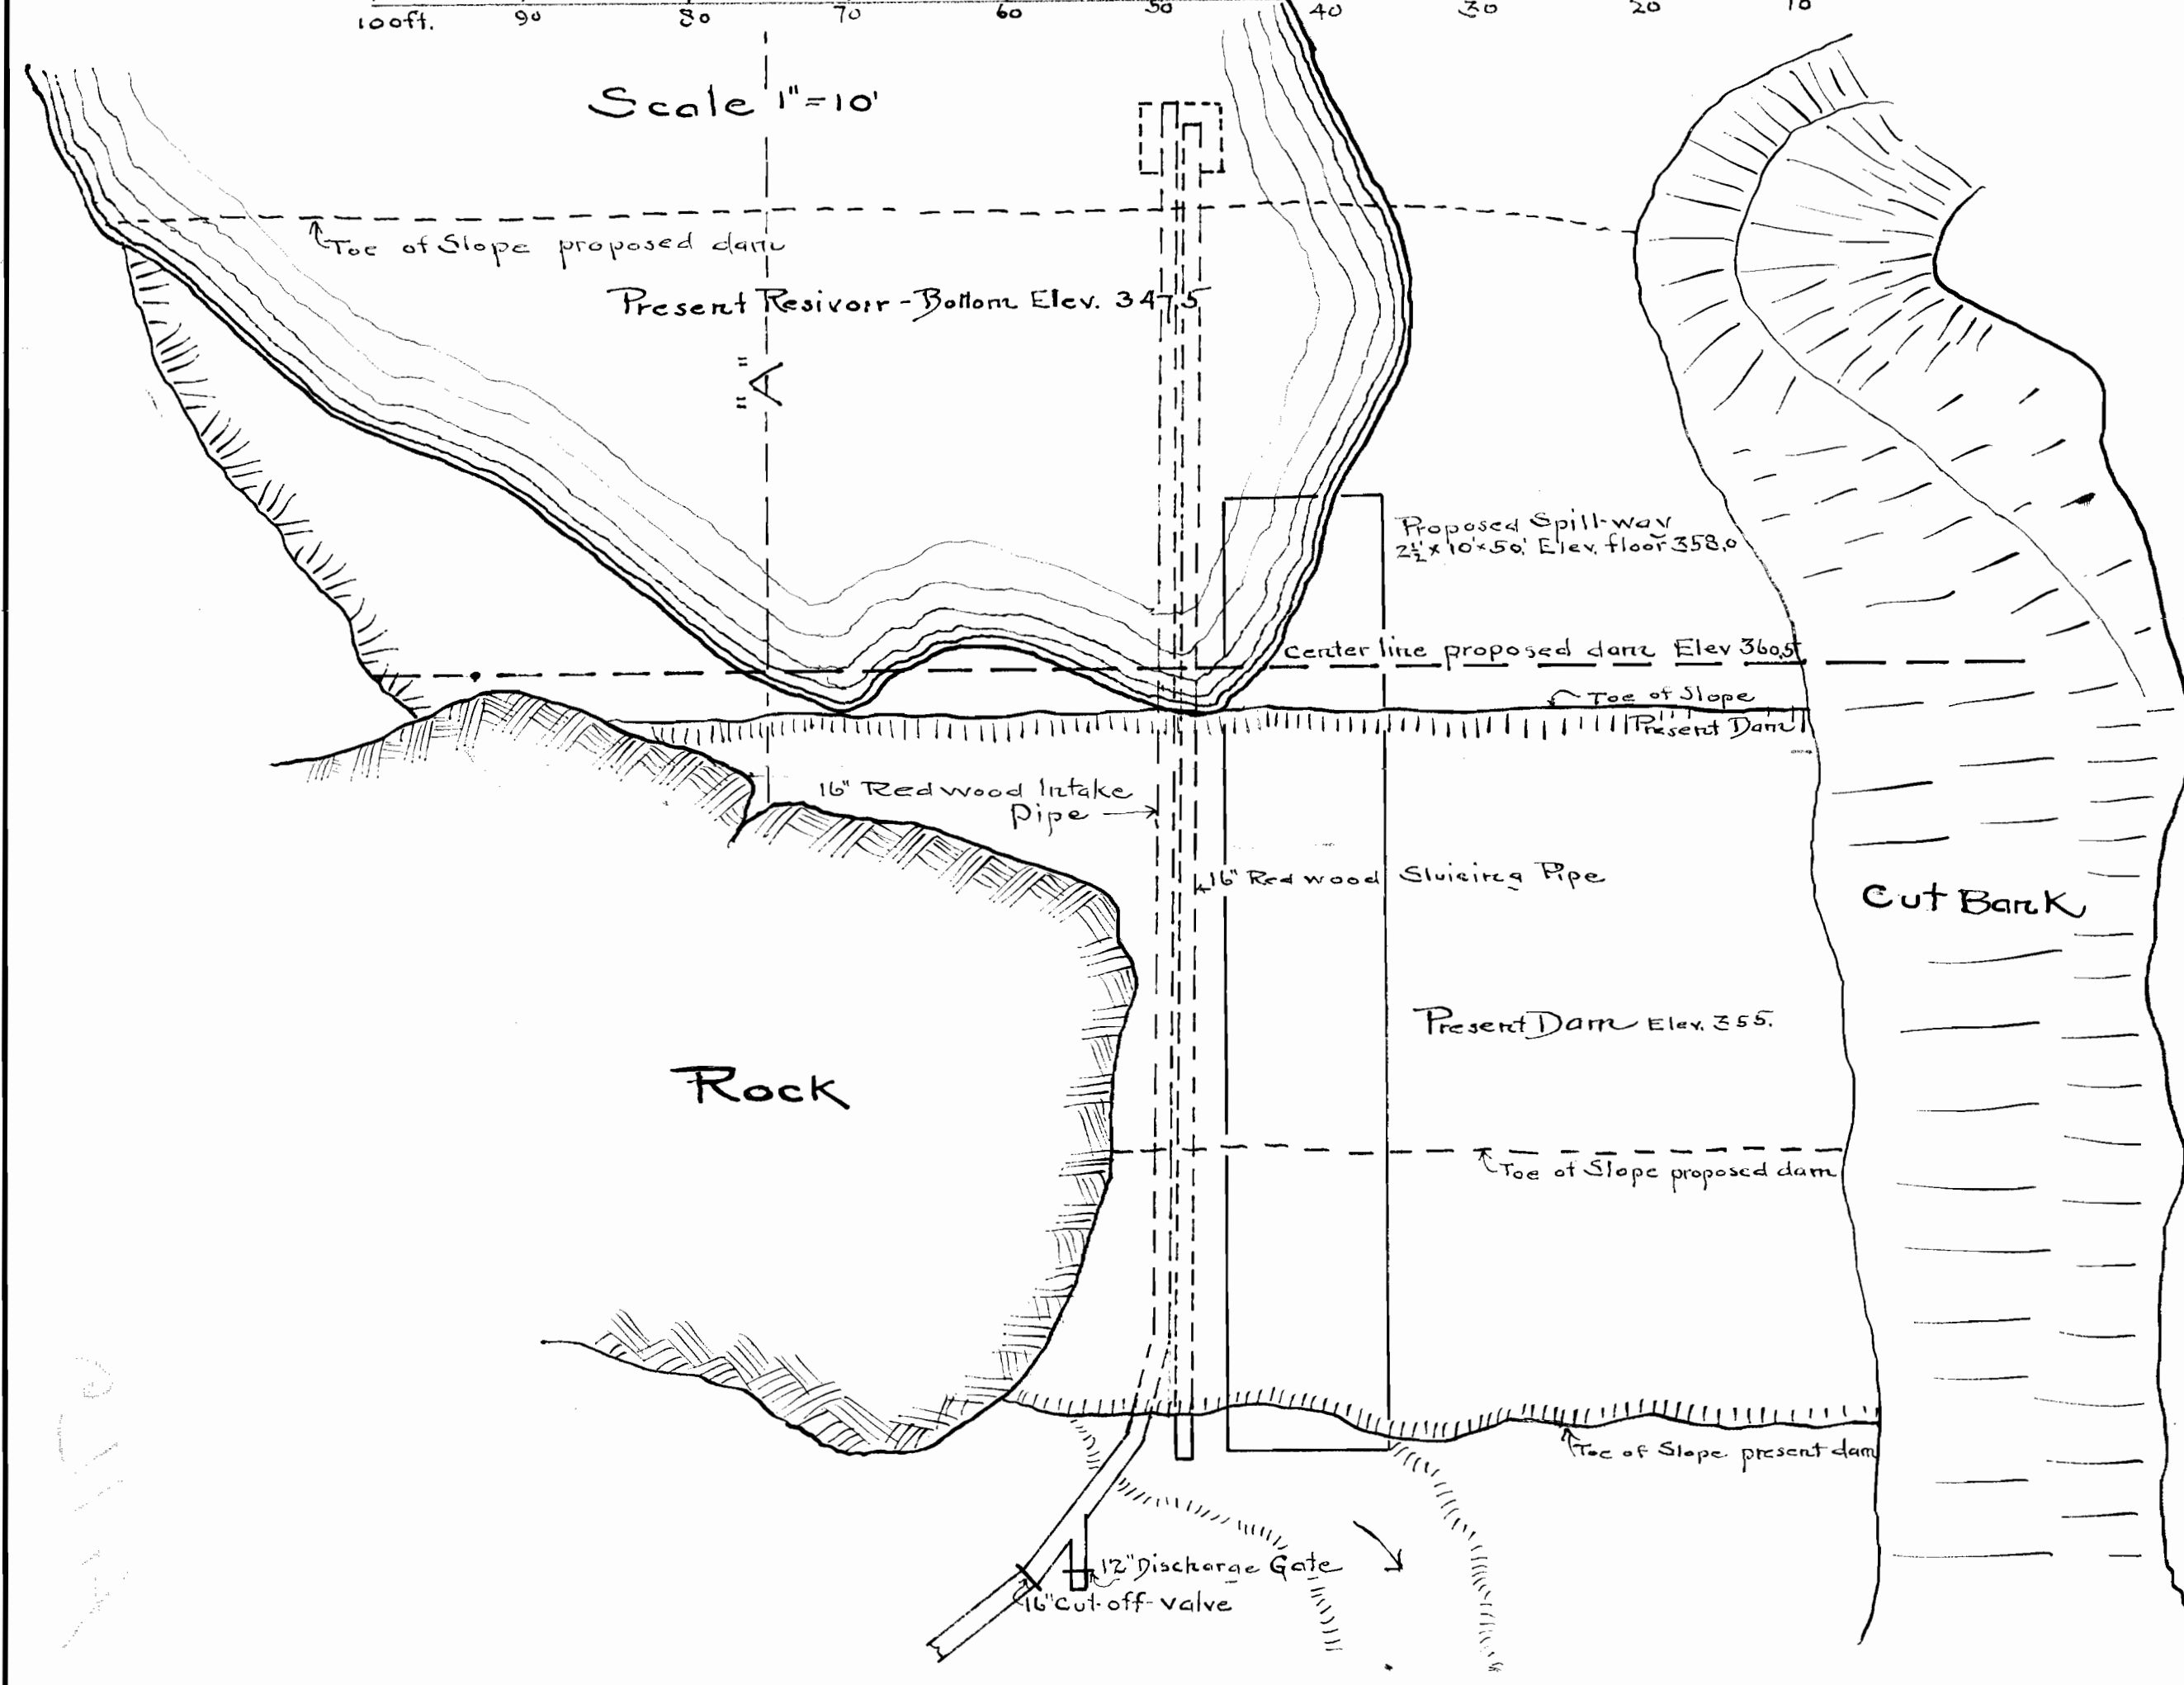 100ft. 90 80 70 60 50 40 30 20 10
Scale 1"=10'
Toe of Slope proposed dam
Present Resivoir - Bottom Elev. 347.5
"A"
Proposed Spill-way
2½'x10'x50' Elev. floor 358.0
center line proposed dam Elev 360.5
Toe of Slope
Present Dam
16" Redwood Intake
Pipe
16" Redwood Sluicing Pipe
Cut Bank
Present Dam Elev. 355.
Rock
Toe of Slope proposed dam
Toe of Slope present dam
12" Discharge Gate
16" Cut-off-valve